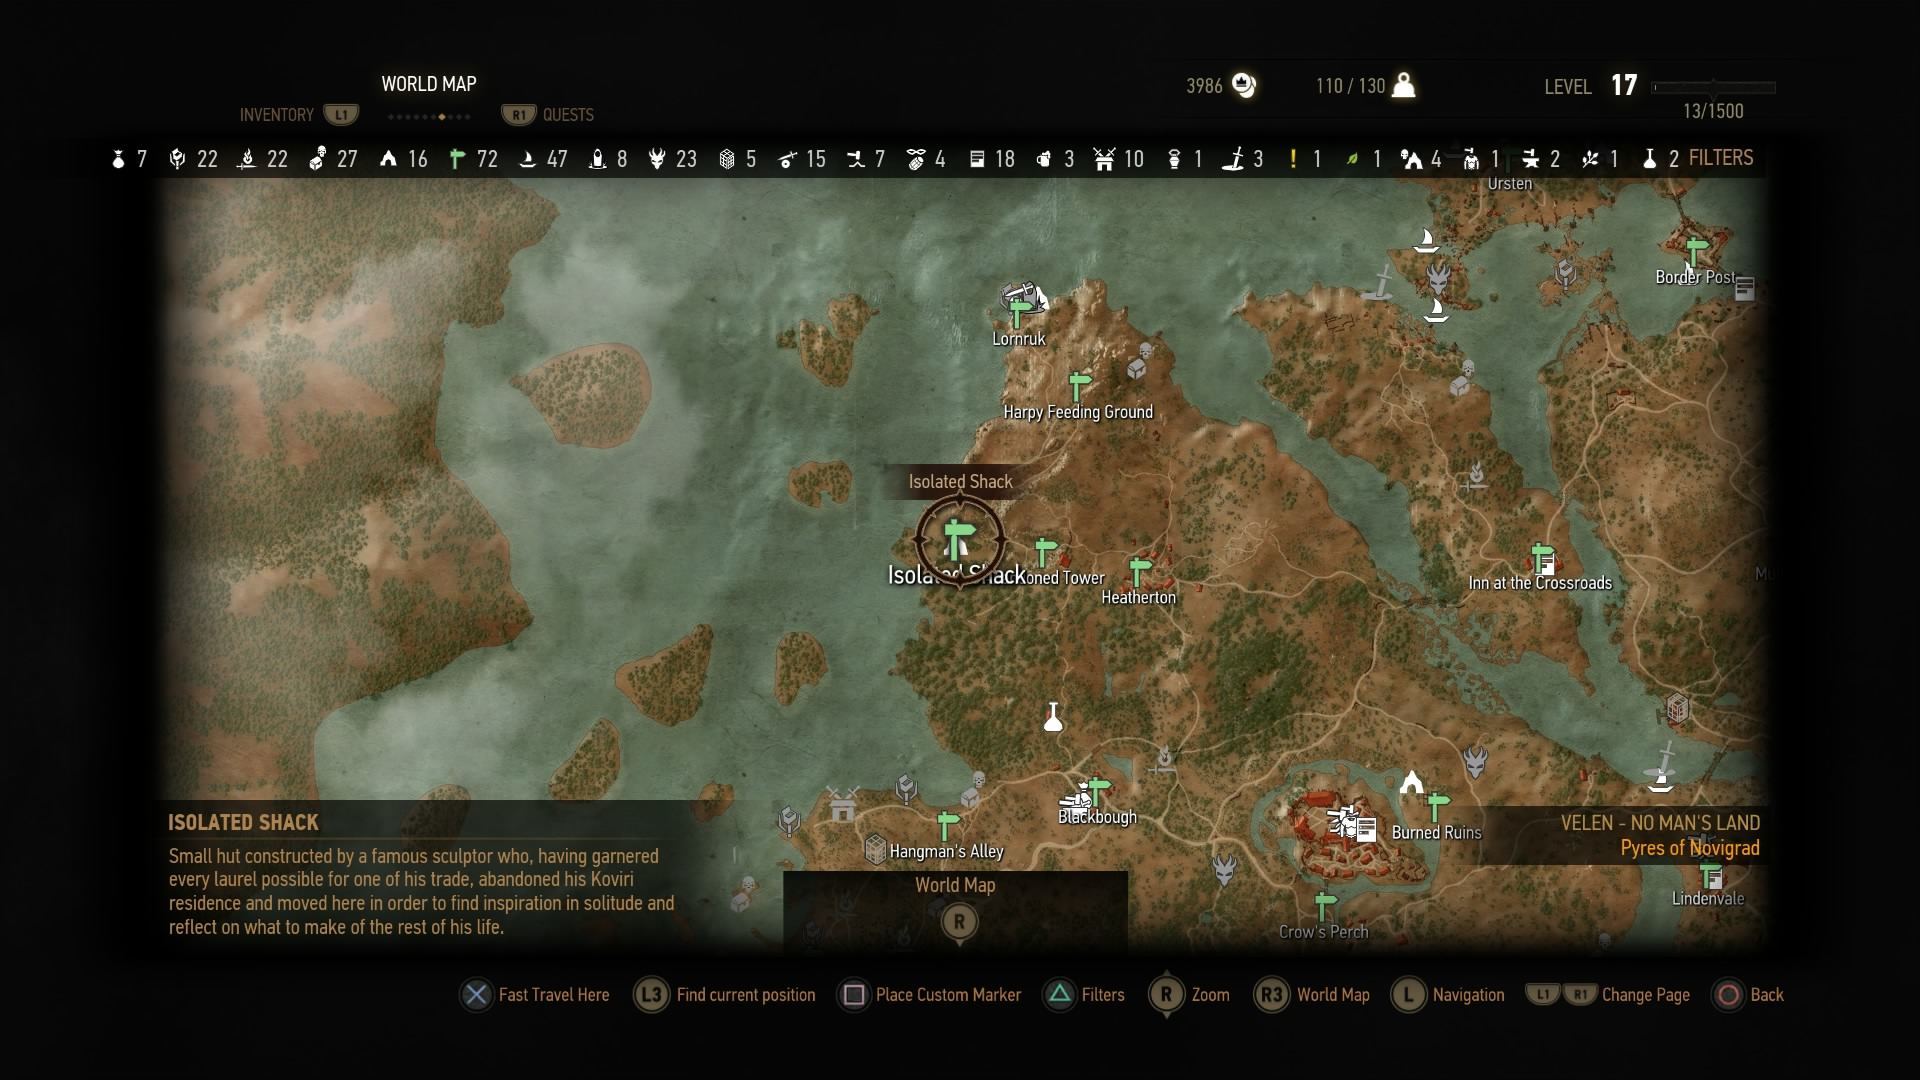 WORLD MAP
3986
110 / 130
LEVEL 17
13/1500
INVENTORY L1
R1 QUESTS
7 22 22 27 16 72 47 8 23 5 15 7 4 18 3 10 1 3 1 1 4 1 2 1 2 FILTERS
Ursten
Border Post
Lornruk
Harpy Feeding Ground
Isolated Shack
Isolated Shack
oned Tower
Inn at the Crossroads
Heatherton
Blackbough
Hangman's Alley
Burned Ruins
Lindenvale
Crow's Perch
ISOLATED SHACK
Small hut constructed by a famous sculptor who, having garnered
every laurel possible for one of his trade, abandoned his Koviri
residence and moved here in order to find inspiration in solitude and
reflect on what to make of the rest of his life.
VELEN - NO MAN'S LAND
Pyres of Novigrad
World Map
R
Fast Travel Here L3 Find current position Place Custom Marker Filters R Zoom R3 World Map L Navigation L1 R1 Change Page Back